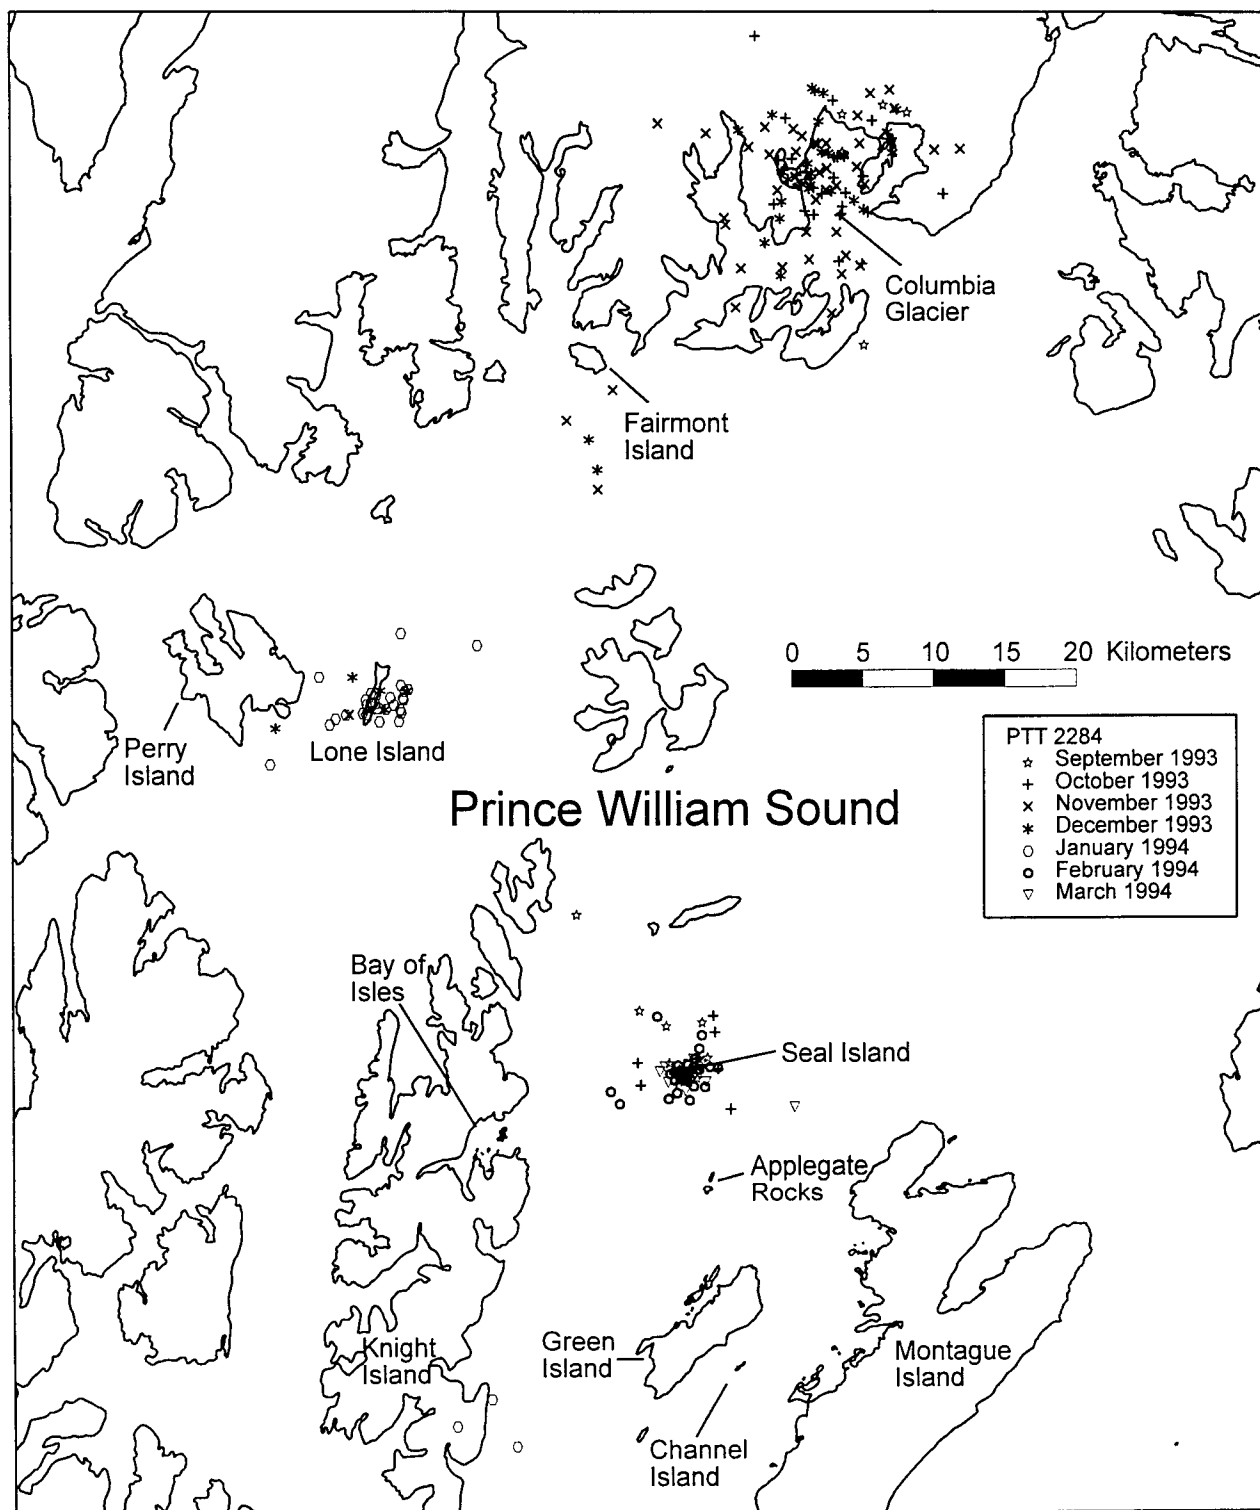 Columbia
Glacier
Fairmont
Island
0 5 10 15 20 Kilometers
Perry
Island
Lone Island
PTT 2284
September 1993
October 1993
November 1993
December 1993
January 1994
February 1994
March 1994
Prince William Sound
Bay of
Isles
Seal Island
Applegate
Rocks
Knight
Island
Green
Island
Montague
Island
Channel
Island